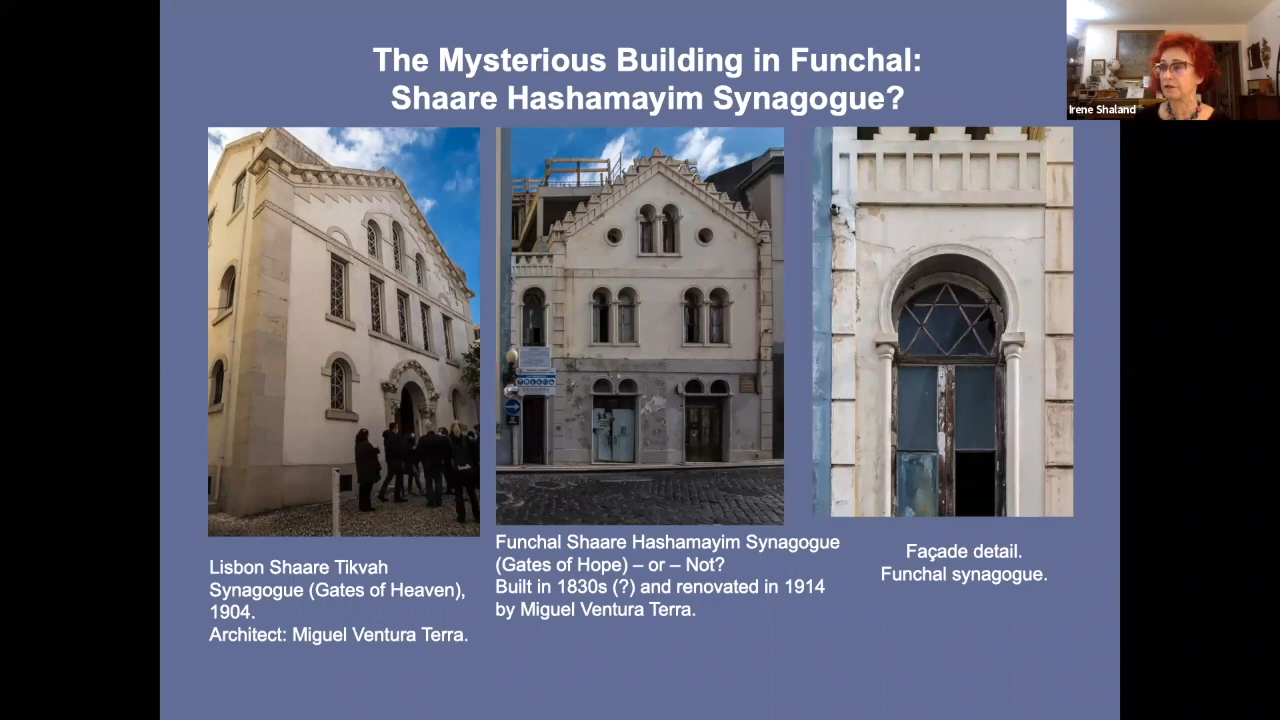 The Mysterious Building in Funchal:
Shaare Hashamayim Synagogue?
Irene Shaland
Lisbon Shaare Tikvah
Synagogue (Gates of Heaven),
1904.
Architect: Miguel Ventura Terra.
Funchal Shaare Hashamayim Synagogue
(Gates of Hope) – or – Not?
Built in 1830s (?) and renovated in 1914
by Miguel Ventura Terra.
Façade detail.
Funchal synagogue.